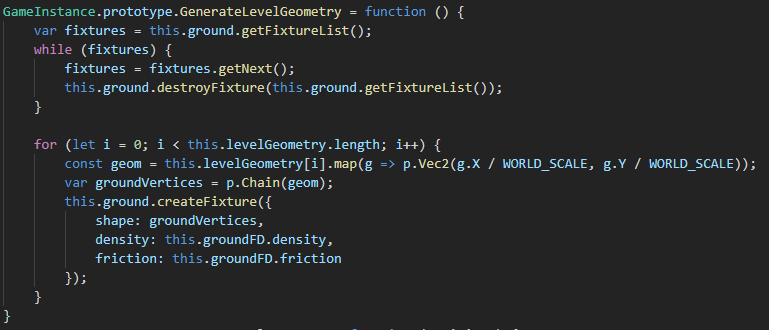 GameInstance.prototype.GenerateLevelGeometry = function () {
    var fixtures = this.ground.getFixtureList();
    while (fixtures) {
        fixtures = fixtures.getNext();
        this.ground.destroyFixture(this.ground.getFixtureList());
    }
    for (let i = 0; i < this.levelGeometry.length; i++) {
        const geom = this.levelGeometry[i].map(g => p.Vec2(g.X / WORLD_SCALE, g.Y / WORLD_SCALE));
        var groundVertices = p.Chain(geom);
        this.ground.createFixture({
            shape: groundVertices,
            density: this.groundFD.density,
            friction: this.groundFD.friction
        });
    }
}